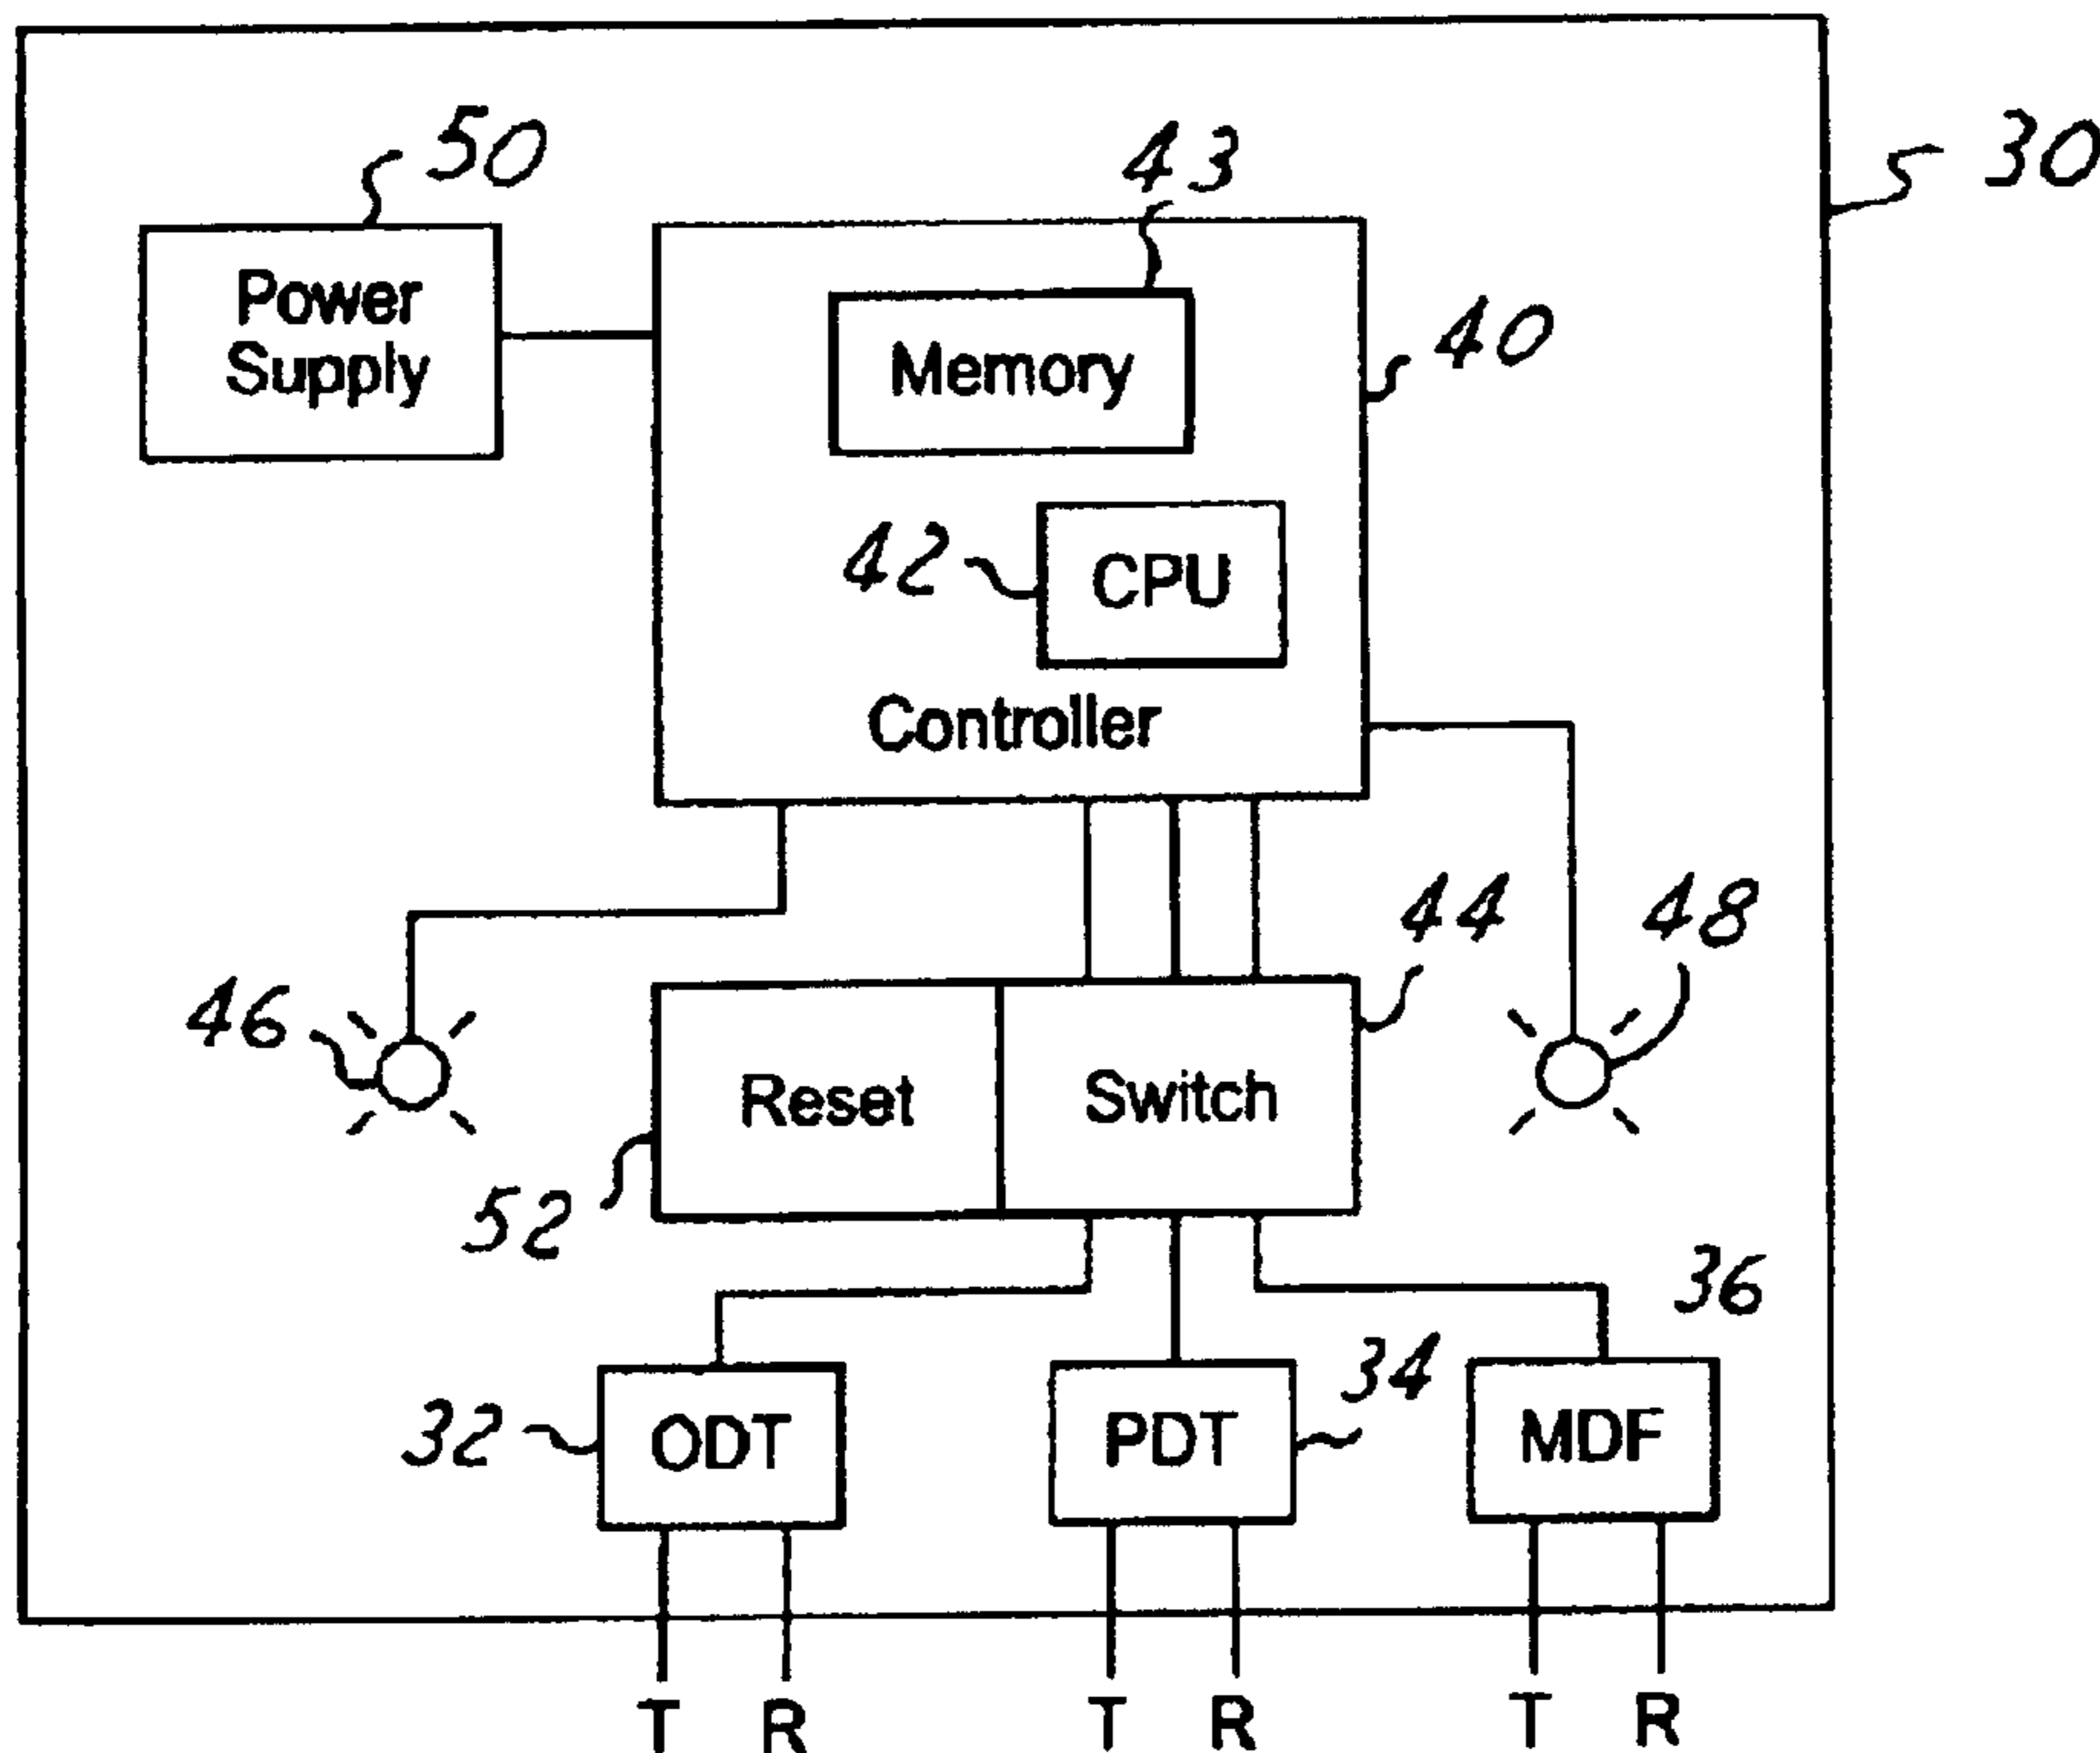 50
43
30
Power
Supply
Memory
40
42
CPU
Controller
44
48
46
Reset
Switch
52
36
34
32
ODT
PDT
MDF
T R T R T R